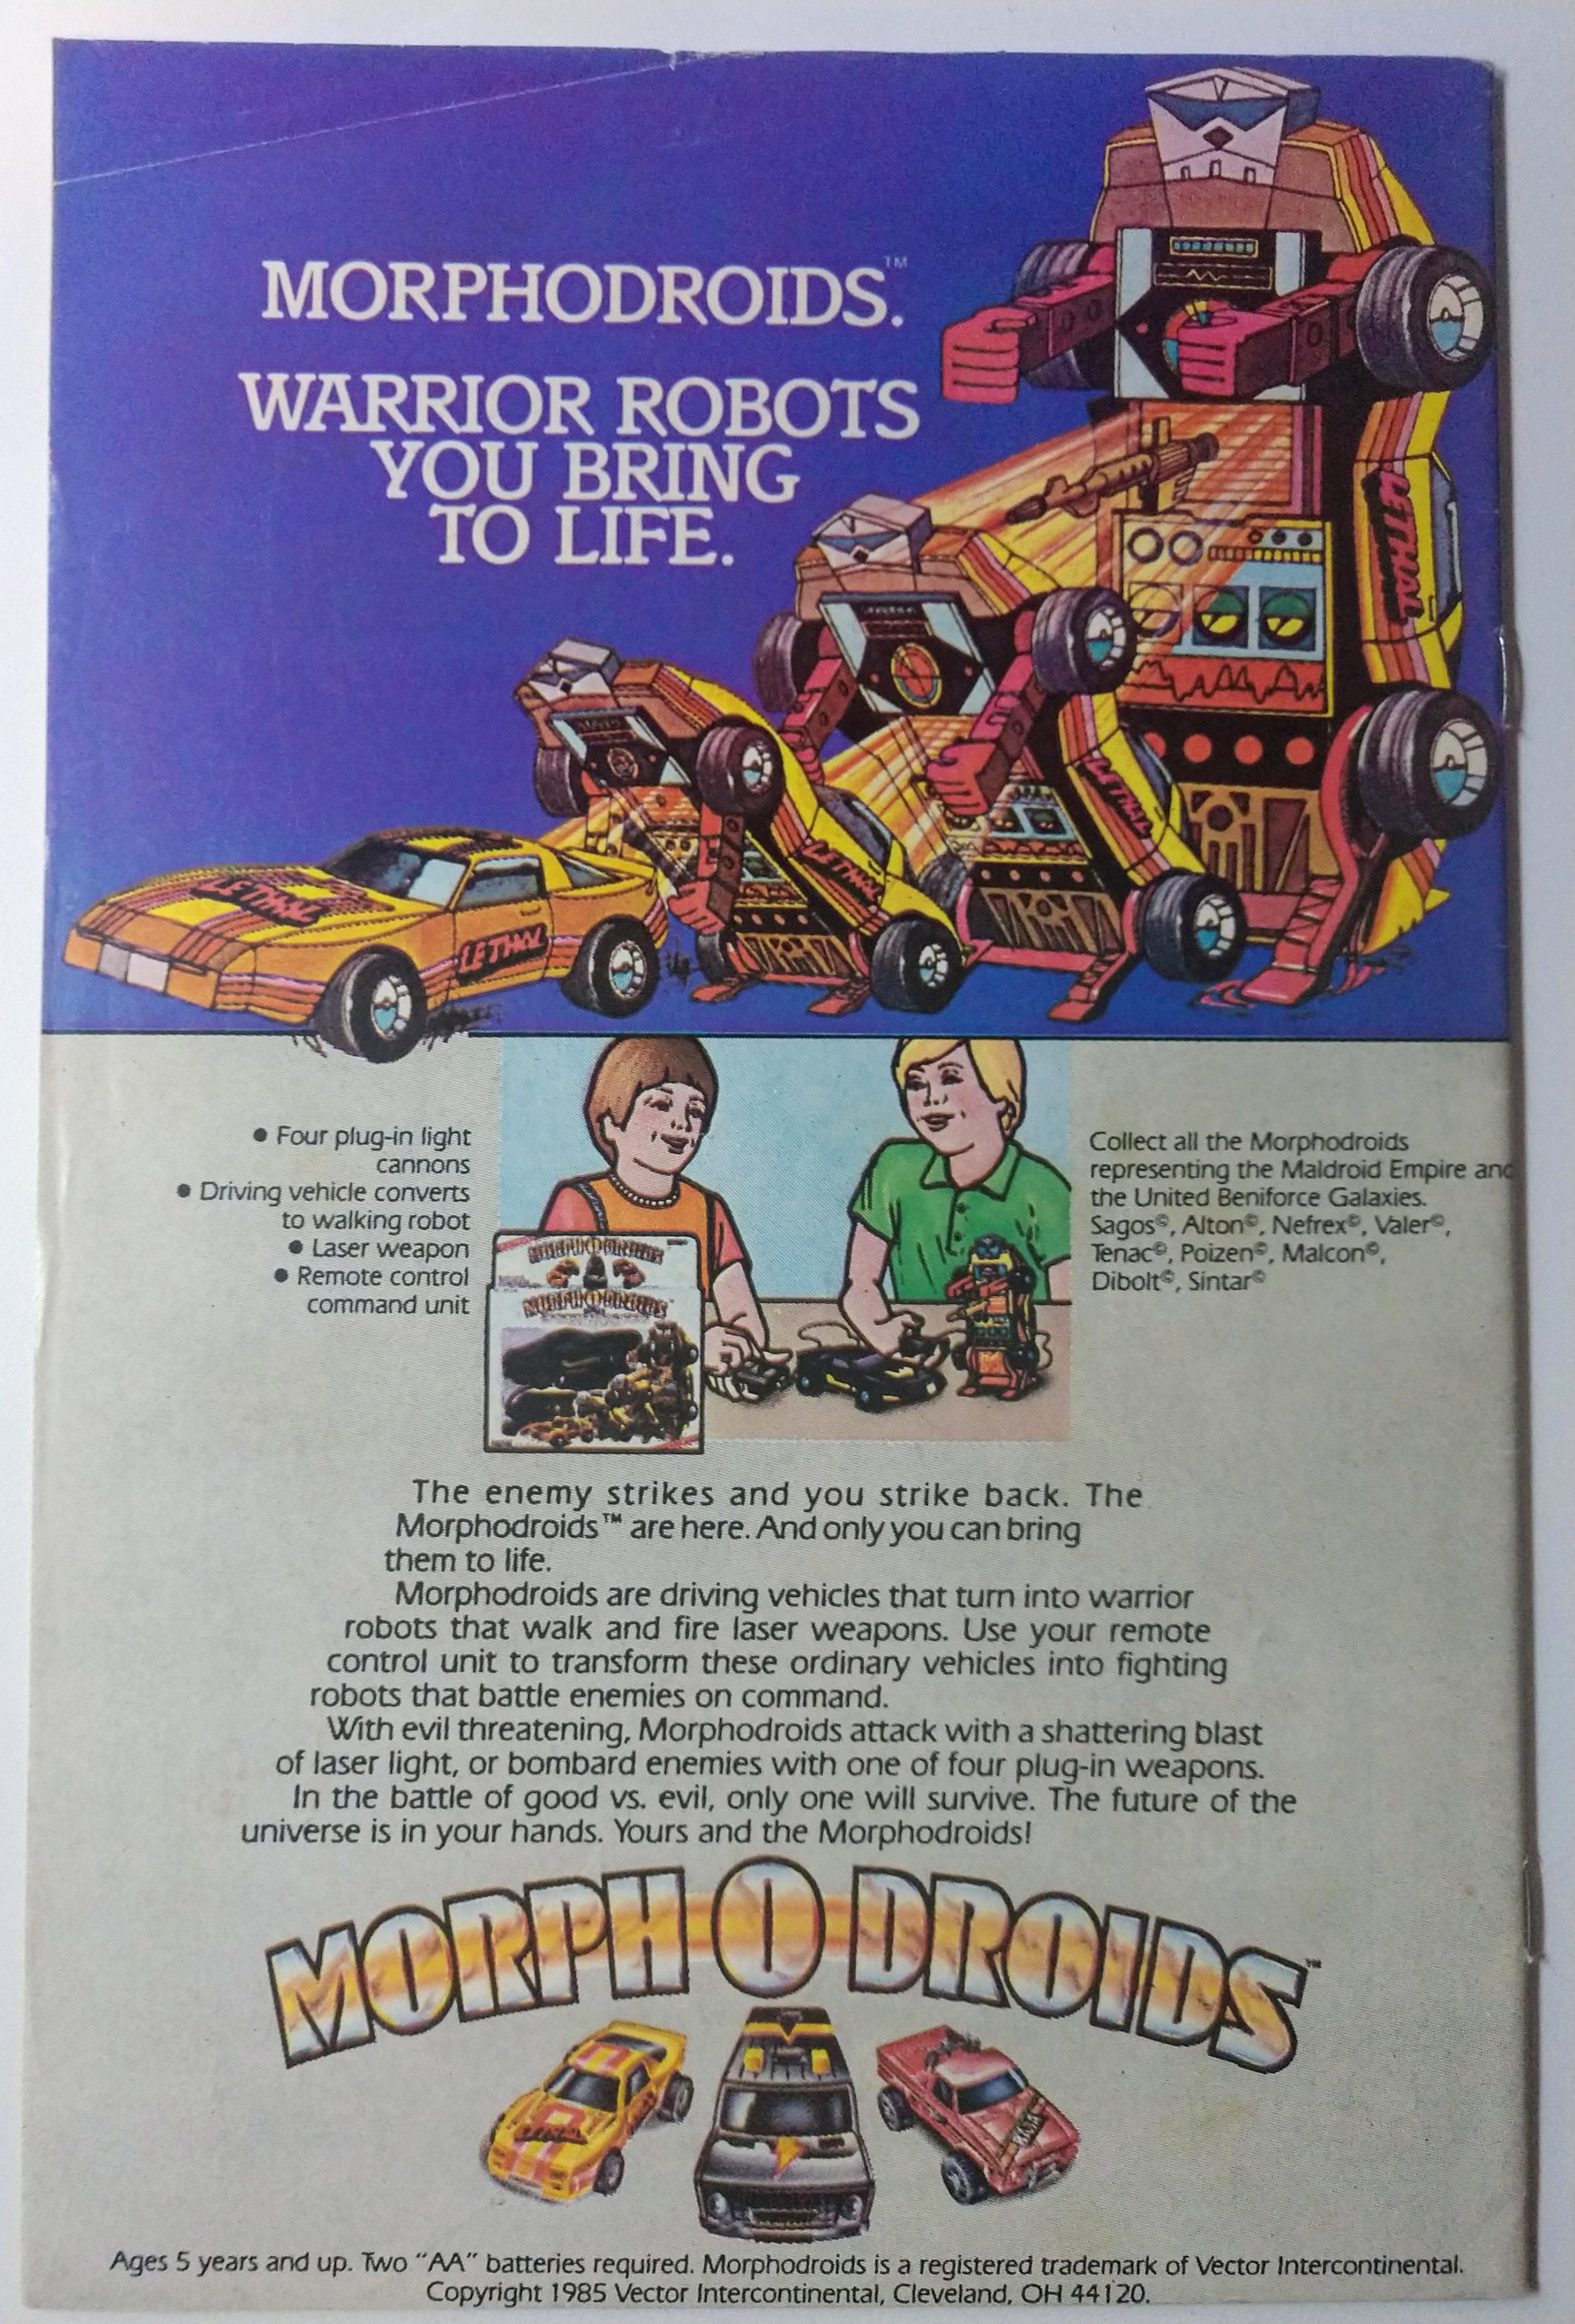 MORPHODROIDS.™
WARRIOR ROBOTS
YOU BRING
TO LIFE.
LETHAL
LETHAL
LETHAL
LETHAL
LETHAL
• Four plug-in light
cannons
• Driving vehicle converts
to walking robot
• Laser weapon
• Remote control
command unit
Collect all the Morphodroids
representing the Maldroid Empire and
the United Beniforce Galaxies.
Sagos©, Alton©, Nefrex©, Valer©,
Tenac©, Poizen©, Malcon©,
Dibolt©, Sintar©
MORPH O DROIDS
MORPH O DROIDS
The enemy strikes and you strike back. The
Morphodroids™ are here. And only you can bring
them to life.
Morphodroids are driving vehicles that turn into warrior
robots that walk and fire laser weapons. Use your remote
control unit to transform these ordinary vehicles into fighting
robots that battle enemies on command.
With evil threatening, Morphodroids attack with a shattering blast
of laser light, or bombard enemies with one of four plug-in weapons.
In the battle of good vs. evil, only one will survive. The future of the
universe is in your hands. Yours and the Morphodroids!
MORPH O DROIDS™
LETHAL
Ages 5 years and up. Two “AA” batteries required. Morphodroids is a registered trademark of Vector Intercontinental.
Copyright 1985 Vector Intercontinental, Cleveland, OH 44120.